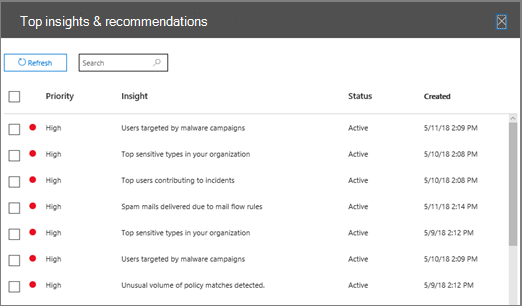 Top insights & recommendations
Refresh
Search
Priority Insight Status Created
High Users targeted by malware campaigns Active 5/11/18 2:09 PM
High Top sensitive types in your organization Active 5/10/18 2:08 PM
High Top users contributing to incidents Active 5/10/18 2:08 PM
High Spam mails delivered due to mail flow rules Active 5/11/18 2:14 PM
High Top sensitive types in your organization Active 5/9/18 2:12 PM
High Users targeted by malware campaigns Active 5/10/18 2:09 PM
High Unusual volume of policy matches detected. Active 5/9/18 2:12 PM